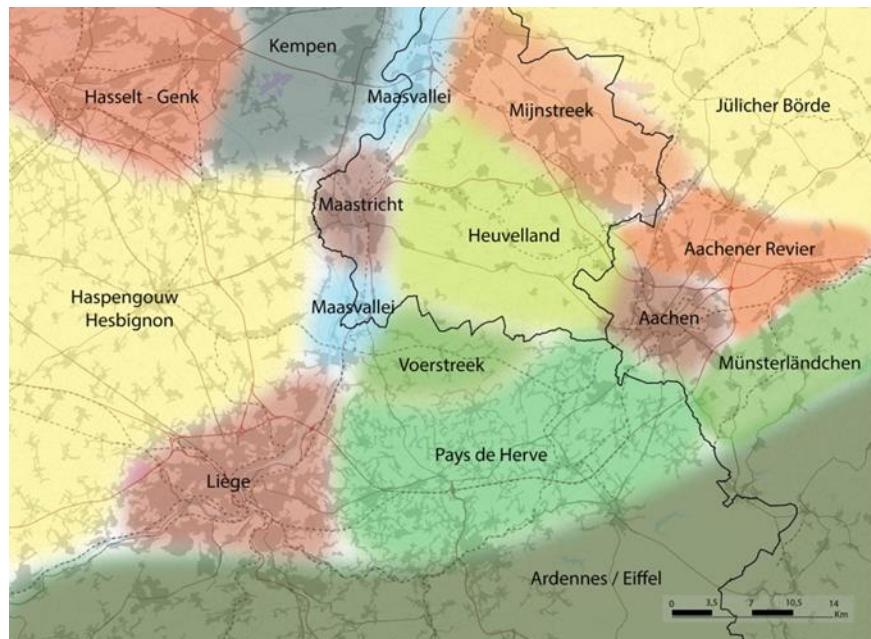 Kempen
Hasselt - Genk
Maasvallei
Mijnstreek
Jülicher Börde
Maastricht
Heuvelland
Aachener Revier
Haspengouw
Hesbignon
Maasvallei
Aachen
Voerstreek
Münsterländchen
Pays de Herve
Liège
Ardennes / Eiffel
0 3,5 7 10,5 14
Km